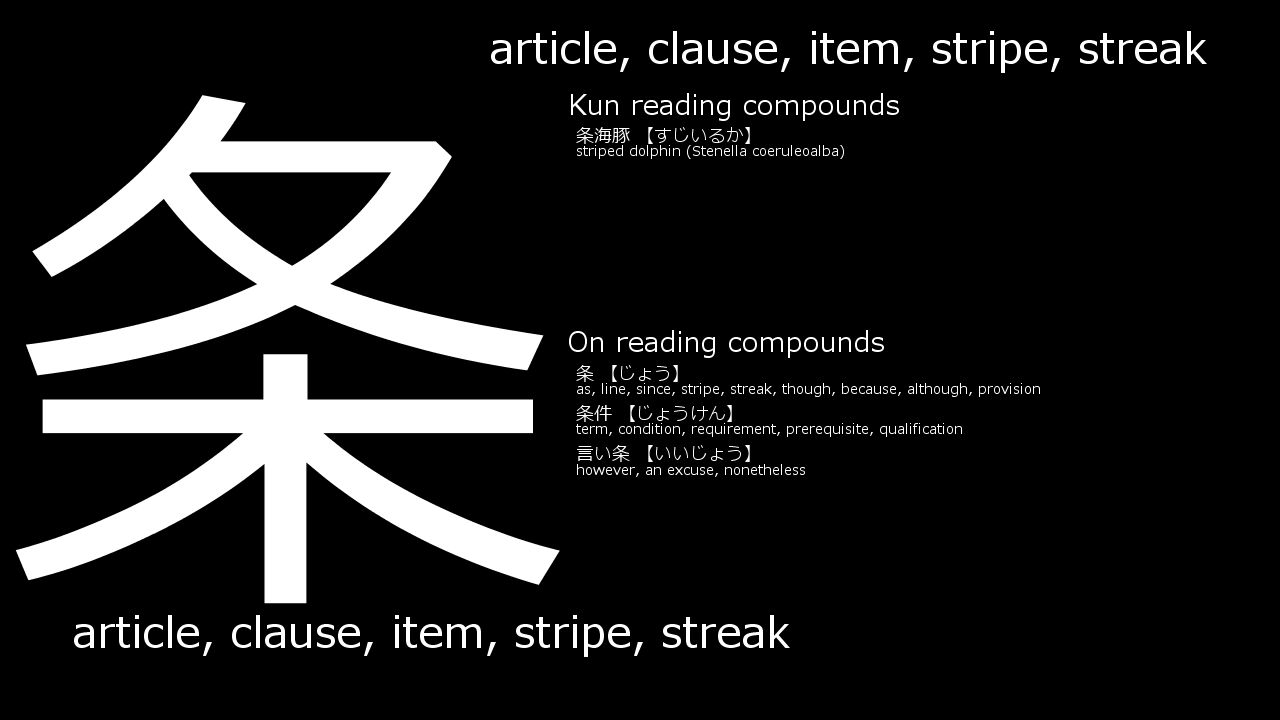 article, clause, item, stripe, streak
条
Kun reading compounds
条海豚 【すじいるか】
striped dolphin (Stenella coeruleoalba)
On reading compounds
条 【じょう】
as, line, since, stripe, streak, though, because, although, provision
条件 【じょうけん】
term, condition, requirement, prerequisite, qualification
言い条 【いいじょう】
however, an excuse, nonetheless
article, clause, item, stripe, streak